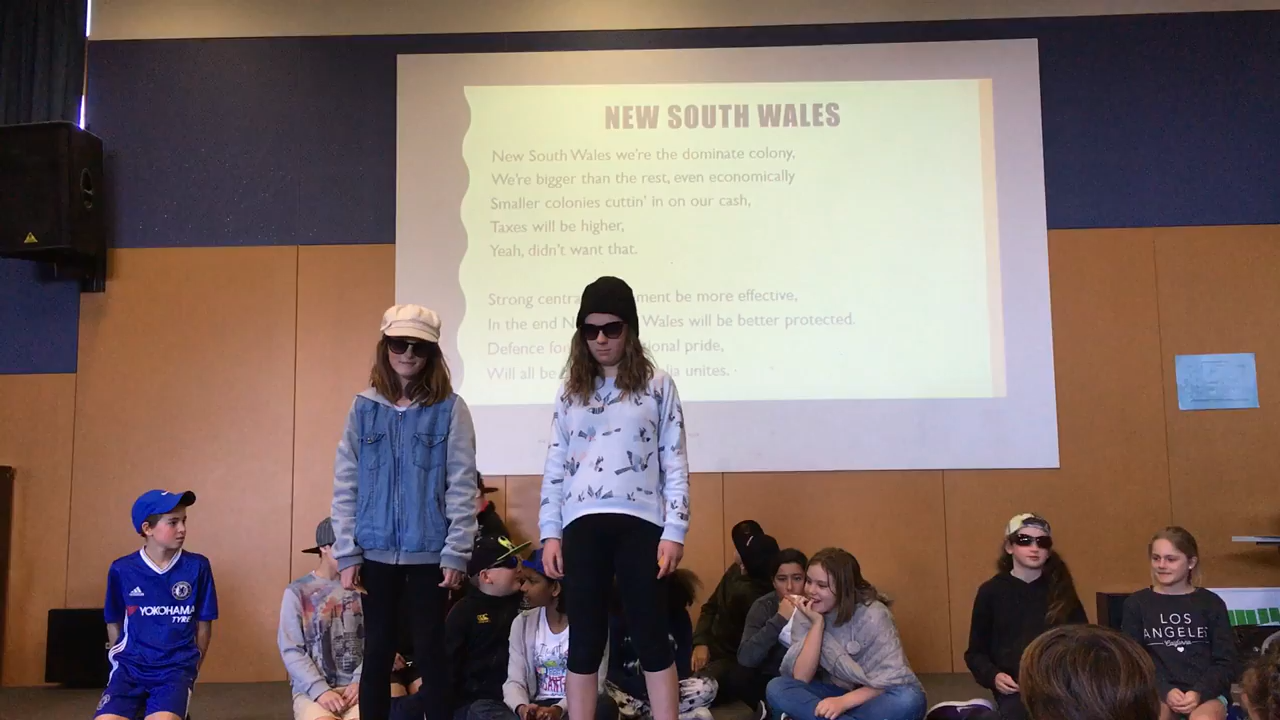 NEW SOUTH WALES
New South Wales we're the dominate colony,
We're bigger than the rest, even economically
Smaller colonies cuttin' in on our cash,
Taxes will be higher,
Yeah, didn't want that.
Strong centra ment be more effective,
In the end N Wales will be better protected.
Defence fo ional pride,
Will all be lia unites.
YOKOHAMA
TYRES
LOS
ANGELES
California